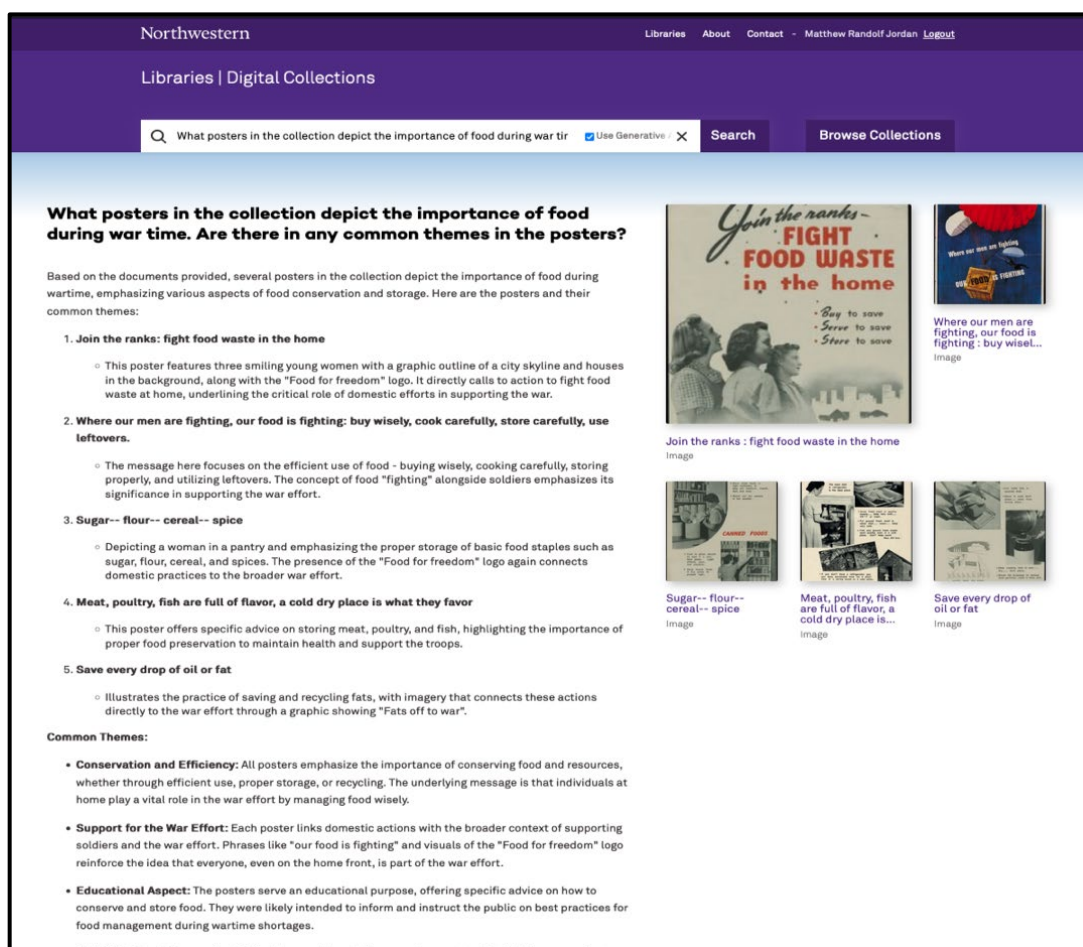 Northwestern
Libraries About Contact - Matthew Randolf Jordan Logout
Libraries | Digital Collections
What posters in the collection depict the importance of food during war tir
Use Generative
Search
Browse Collections
What posters in the collection depict the importance of food
during war time. Are there in any common themes in the posters?
Based on the documents provided, several posters in the collection depict the importance of food during
wartime, emphasizing various aspects of food conservation and storage. Here are the posters and their
common themes:
1. Join the ranks: fight food waste in the home
This poster features three smiling young women with a graphic outline of a city skyline and houses
in the background, along with the "Food for freedom" logo. It directly calls to action to fight food
waste at home, underlining the critical role of domestic efforts in supporting the war.
2. Where our men are fighting, our food is fighting: buy wisely, cook carefully, store carefully, use
leftovers.
The message here focuses on the efficient use of food - buying wisely, cooking carefully, storing
properly, and utilizing leftovers. The concept of food "fighting" alongside soldiers emphasizes its
significance in supporting the war effort.
3. Sugar-- flour-- cereal-- spice
Depicting a woman in a pantry and emphasizing the proper storage of basic food staples such as
sugar, flour, cereal, and spices. The presence of the "Food for freedom" logo again connects
domestic practices to the broader war effort.
4. Meat, poultry, fish are full of flavor, a cold dry place is what they favor
This poster offers specific advice on storing meat, poultry, and fish, highlighting the importance of
proper food preservation to maintain health and support the troops.
5. Save every drop of oil or fat
Illustrates the practice of saving and recycling fats, with imagery that connects these actions
directly to the war effort through a graphic showing "Fats off to war".
Common Themes:
• Conservation and Efficiency: All posters emphasize the importance of conserving food and resources,
whether through efficient use, proper storage, or recycling. The underlying message is that individuals at
home play a vital role in the war effort by managing food wisely.
• Support for the War Effort: Each poster links domestic actions with the broader context of supporting
soldiers and the war effort. Phrases like "our food is fighting" and visuals of the "Food for freedom" logo
reinforce the idea that everyone, even on the home front, is part of the war effort.
• Educational Aspect: The posters serve an educational purpose, offering specific advice on how to
conserve and store food. They were likely intended to inform and instruct the public on best practices for
food management during wartime shortages.
Join the ranks-
FIGHT
FOOD WASTE
in the home
• Buy to save
• Serve to save
• Store to save
Join the ranks : fight food waste in the home
Image
Where our men are fighting
OUR FOOD IS FIGHTING
Where our men are
fighting, our food is
fighting : buy wisel...
Image
CANNED FOODS
Sugar-- flour--
cereal-- spice
Image
Meat, poultry, fish
are full of flavor, a
cold dry place is...
Image
Save every drop of
oil or fat
Image